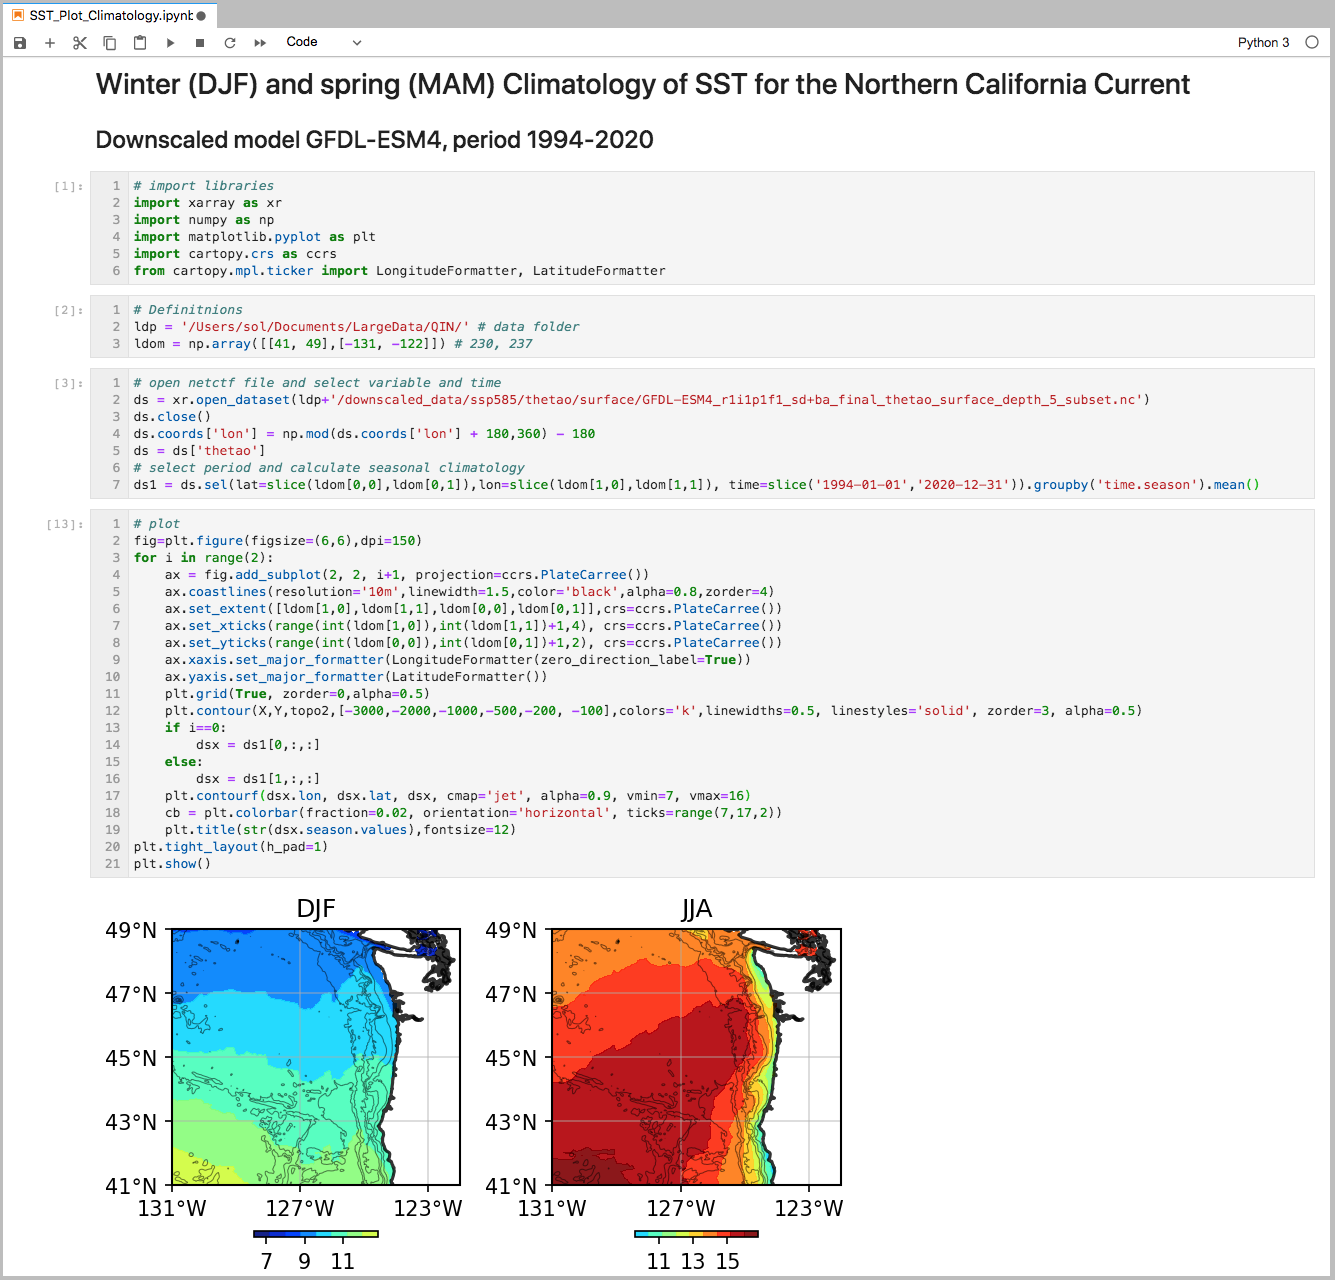 SST_Plot_Climatology.ipynb
Code
Python 3
Winter (DJF) and spring (MAM) Climatology of SST for the Northern California Current
Downscaled model GFDL-ESM4, period 1994-2020
[1]:
1 # import libraries
2 import xarray as xr
3 import numpy as np
4 import matplotlib.pyplot as plt
5 import cartopy.crs as ccrs
6 from cartopy.mpl.ticker import LongitudeFormatter, LatitudeFormatter
[2]:
1 # Definitnions
2 ldp = '/Users/sol/Documents/LargeData/QIN/' # data folder
3 ldom = np.array([[41, 49],[-131, -122]]) # 230, 237
[3]:
1 # open netctf file and select variable and time
2 ds = xr.open_dataset(ldp+'/downscaled_data/ssp585/thetao/surface/GFDL-ESM4_r1i1p1f1_sd+ba_final_thetao_surface_depth_5_subset.nc')
3 ds.close()
4 ds.coords['lon'] = np.mod(ds.coords['lon'] + 180,360) - 180
5 ds = ds['thetao']
6 # select period and calculate seasonal climatology
7 ds1 = ds.sel(lat=slice(ldom[0,0],ldom[0,1]),lon=slice(ldom[1,0],ldom[1,1]), time=slice('1994-01-01','2020-12-31')).groupby('time.season').mean()
[13]:
1 # plot
2 fig=plt.figure(figsize=(6,6),dpi=150)
3 for i in range(2):
4     ax = fig.add_subplot(2, 2, i+1, projection=ccrs.PlateCarree())
5     ax.coastlines(resolution='10m',linewidth=1.5,color='black',alpha=0.8,zorder=4)
6     ax.set_extent([ldom[1,0],ldom[1,1],ldom[0,0],ldom[0,1]],crs=ccrs.PlateCarree())
7     ax.set_xticks(range(int(ldom[1,0]),int(ldom[1,1])+1,4), crs=ccrs.PlateCarree())
8     ax.set_yticks(range(int(ldom[0,0]),int(ldom[0,1])+1,2), crs=ccrs.PlateCarree())
9     ax.xaxis.set_major_formatter(LongitudeFormatter(zero_direction_label=True))
10     ax.yaxis.set_major_formatter(LatitudeFormatter())
11     plt.grid(True, zorder=0,alpha=0.5)
12     plt.contour(X,Y,topo2,[-3000,-2000,-1000,-500,-200, -100],colors='k',linewidths=0.5, linestyles='solid', zorder=3, alpha=0.5)
13     if i==0:
14         dsx = ds1[0,:,:]
15     else:
16         dsx = ds1[1,:,:]
17     plt.contourf(dsx.lon, dsx.lat, dsx, cmap='jet', alpha=0.9, vmin=7, vmax=16)
18     cb = plt.colorbar(fraction=0.02, orientation='horizontal', ticks=range(7,17,2))
19     plt.title(str(dsx.season.values),fontsize=12)
20 plt.tight_layout(h_pad=1)
21 plt.show()
DJF JJA
49°N 49°N
47°N 47°N
45°N 45°N
43°N 43°N
41°N 41°N
131°W 127°W 123°W 131°W 127°W 123°W
7 9 11 11 13 15